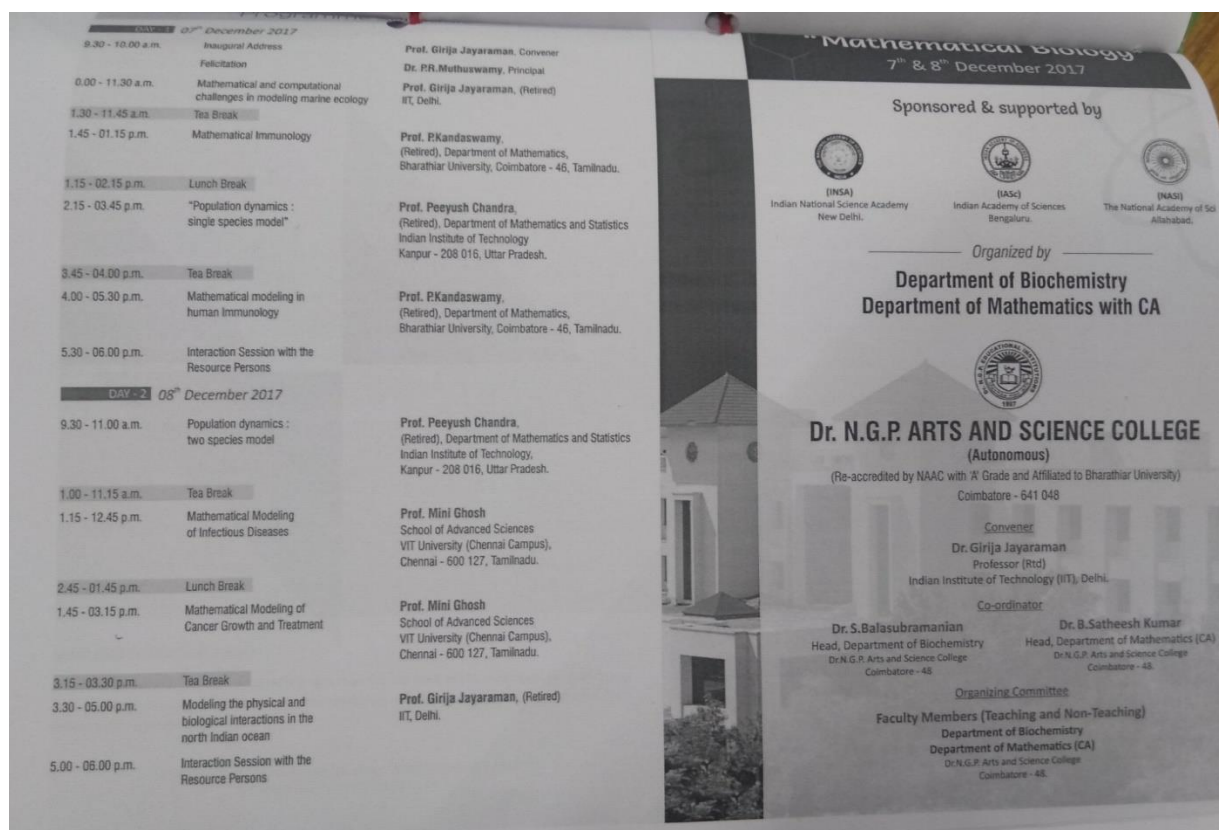 Programme
DAY - 1 07th December 2017
9.30 - 10.00 a.m. Inaugural Address Prof. Girija Jayaraman, Convener
Felicitation Dr. P.R.Muthuswamy, Principal
0.00 - 11.30 a.m. Mathematical and computational Prof. Girija Jayaraman, (Retired)
challenges in modeling marine ecology IIT, Delhi.
1.30 - 11.45 a.m. Tea Break
1.45 - 01.15 p.m. Mathematical Immunology Prof. P.Kandaswamy,
(Retired), Department of Mathematics,
Bharathiar University, Coimbatore - 46, Tamilnadu.
1.15 - 02.15 p.m. Lunch Break
2.15 - 03.45 p.m. "Population dynamics : Prof. Peeyush Chandra,
single species model" (Retired), Department of Mathematics and Statistics
Indian Institute of Technology
Kanpur - 208 016, Uttar Pradesh.
3.45 - 04.00 p.m. Tea Break
4.00 - 05.30 p.m. Mathematical modeling in Prof. P.Kandaswamy,
human Immunology (Retired), Department of Mathematics,
Bharathiar University, Coimbatore - 46, Tamilnadu.
5.30 - 06.00 p.m. Interaction Session with the
Resource Persons
DAY - 2 08th December 2017
9.30 - 11.00 a.m. Population dynamics : Prof. Peeyush Chandra,
two species model (Retired), Department of Mathematics and Statistics
Indian Institute of Technology,
Kanpur - 208 016, Uttar Pradesh.
1.00 - 11.15 a.m. Tea Break
1.15 - 12.45 p.m. Mathematical Modeling Prof. Mini Ghosh
of Infectious Diseases School of Advanced Sciences
VIT University (Chennai Campus),
Chennai - 600 127, Tamilnadu.
2.45 - 01.45 p.m. Lunch Break
1.45 - 03.15 p.m. Mathematical Modeling of Prof. Mini Ghosh
Cancer Growth and Treatment School of Advanced Sciences
VIT University (Chennai Campus),
Chennai - 600 127, Tamilnadu.
3.15 - 03.30 p.m. Tea Break
3.30 - 05.00 p.m. Modeling the physical and Prof. Girija Jayaraman, (Retired)
biological interactions in the IIT, Delhi.
north Indian ocean
5.00 - 06.00 p.m. Interaction Session with the
Resource Persons
"Mathematical Biology"
7th & 8th December 2017
Sponsored & supported by
(INSA) (IASc) (NASI)
Indian National Science Academy Indian Academy of Sciences The National Academy of Sci
New Delhi. Bengaluru. Allahabad.
Organized by
Department of Biochemistry
Department of Mathematics with CA
Dr. N.G.P. ARTS AND SCIENCE COLLEGE
(Autonomous)
(Re-accredited by NAAC with 'A' Grade and Affiliated to Bharathiar University)
Coimbatore - 641 048
Convener
Dr. Girija Jayaraman
Professor (Rtd)
Indian Institute of Technology (IIT), Delhi.
Co-ordinator
Dr.S.Balasubramanian Dr. B.Satheesh Kumar
Head, Department of Biochemistry Head, Department of Mathematics (CA)
Dr.N.G.P. Arts and Science College Dr.N.G.P. Arts and Science College
Coimbatore - 48. Coimbatore - 48.
Organizing Committee
Faculty Members (Teaching and Non-Teaching)
Department of Biochemistry
Department of Mathematics (CA)
Dr.N.G.P. Arts and Science College
Coimbatore - 48.